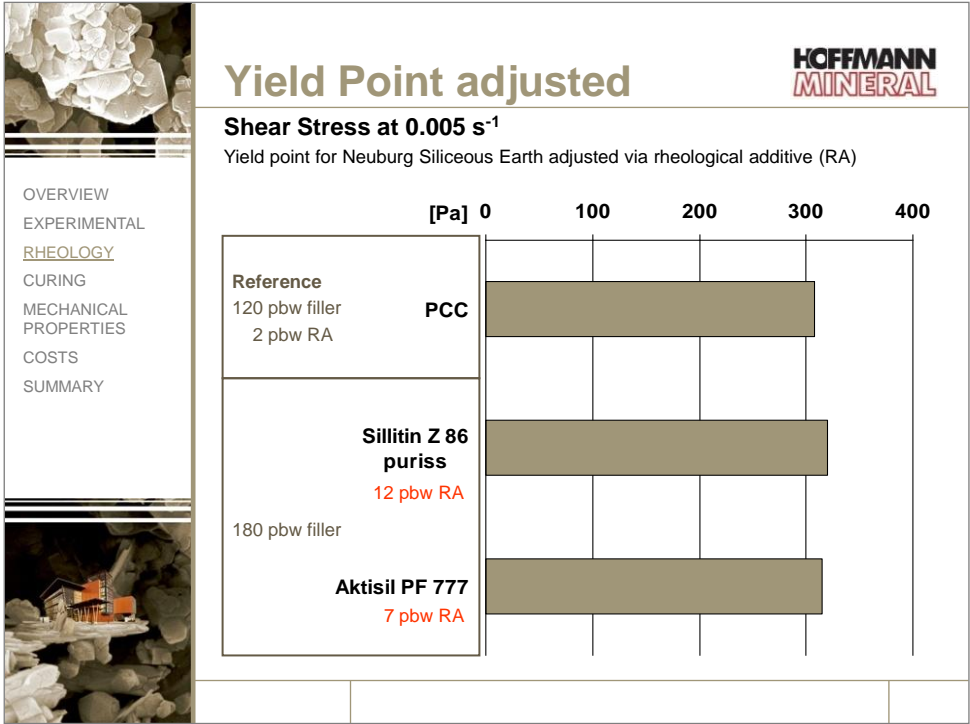 Yield Point adjusted
HOFFMANN
MINERAL
Shear Stress at 0.005 s-1
Yield point for Neuburg Siliceous Earth adjusted via rheological additive (RA)
OVERVIEW
EXPERIMENTAL
RHEOLOGY
CURING
MECHANICAL
PROPERTIES
COSTS
SUMMARY
[Pa] 0 100 200 300 400
Reference
120 pbw filler
2 pbw RA
PCC
Sillitin Z 86
puriss
12 pbw RA
180 pbw filler
Aktisil PF 777
7 pbw RA